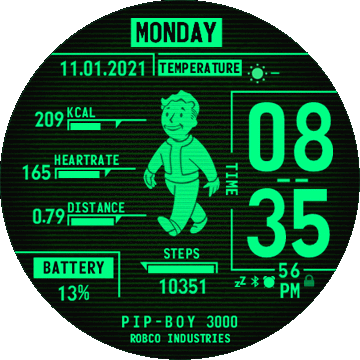 MONDAY
11.01.2021
TEMPERATURE
209 KCAL
165 HEARTRATE
0.79 DISTANCE
TIME
08
35
56
PM
zZ
STEPS
10351
BATTERY
13%
PIP-BOY 3000
ROBCO INDUSTRIES